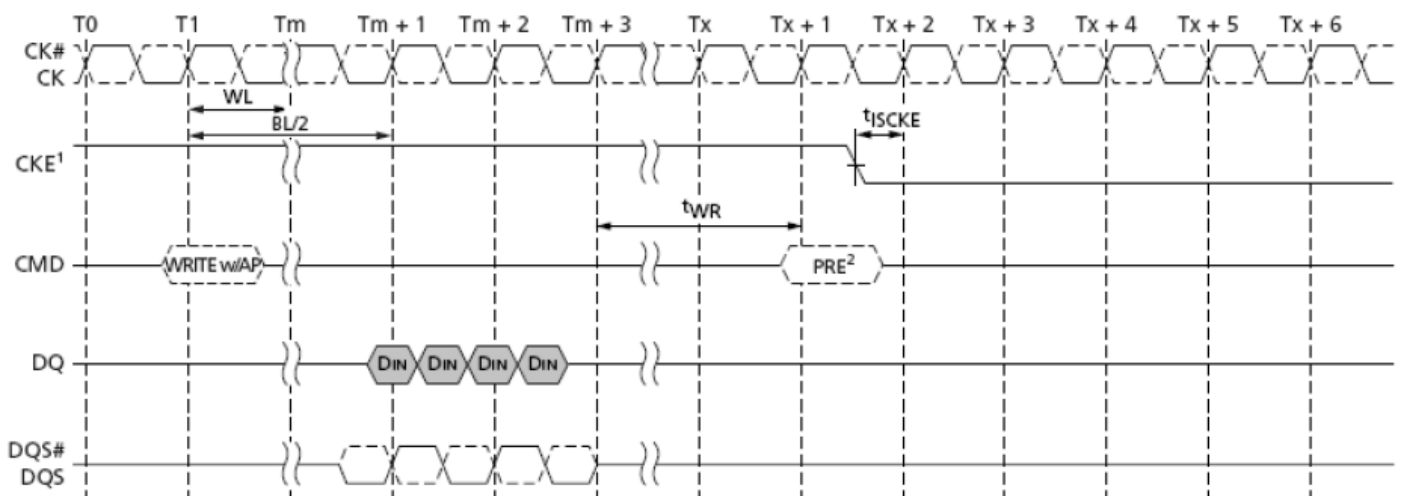 T0 T1 Tm Tm + 1 Tm + 2 Tm + 3 Tx Tx + 1 Tx + 2 Tx + 3 Tx + 4 Tx + 5 Tx + 6
CK#
CK
WL
BL/2
tISCKE
CKE1
tWR
CMD WRITE w/AP PRE2
DQ DIN DIN DIN DIN
DQS#
DQS